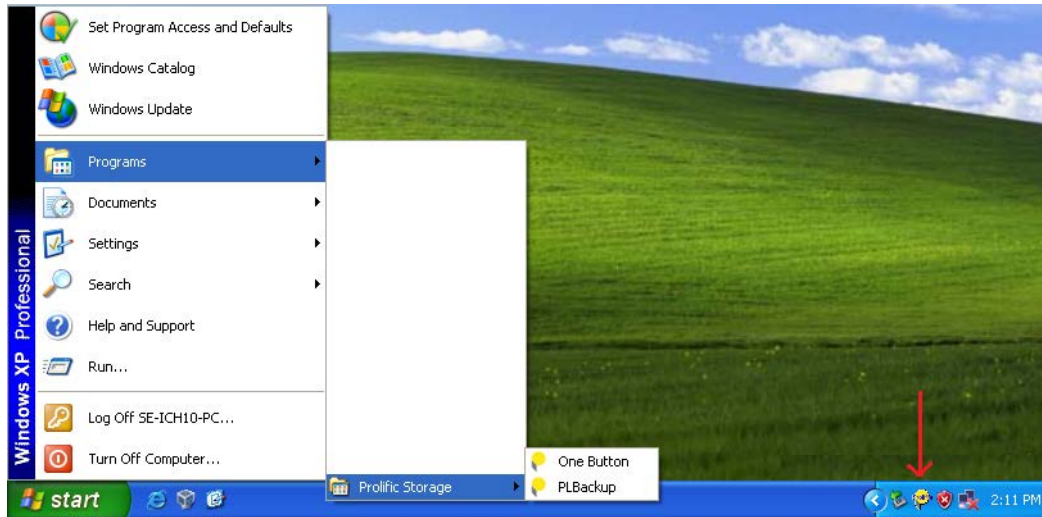 Set Program Access and Defaults
Windows Catalog
Windows Update
Programs
Documents
Settings
Search
Help and Support
Run...
Log Off SE-ICH10-PC...
Turn Off Computer...
Windows XP Professional
Prolific Storage
One Button
PLBackup
start
2:11 PM